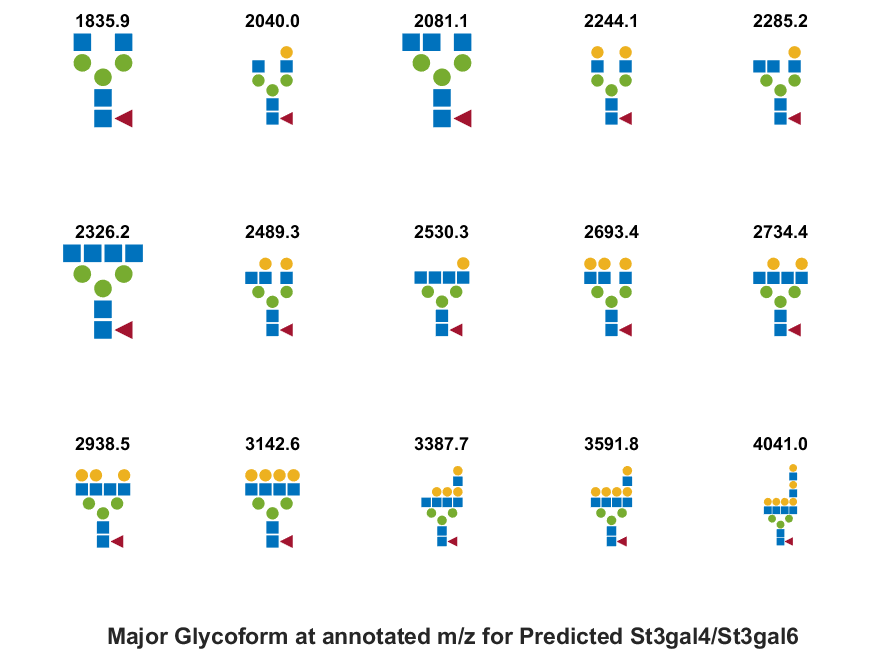 1835.9 2040.0 2081.1 2244.1 2285.2
2326.2 2489.3 2530.3 2693.4 2734.4
2938.5 3142.6 3387.7 3591.8 4041.0
Major Glycoform at annotated m/z for Predicted St3gal4/St3gal6